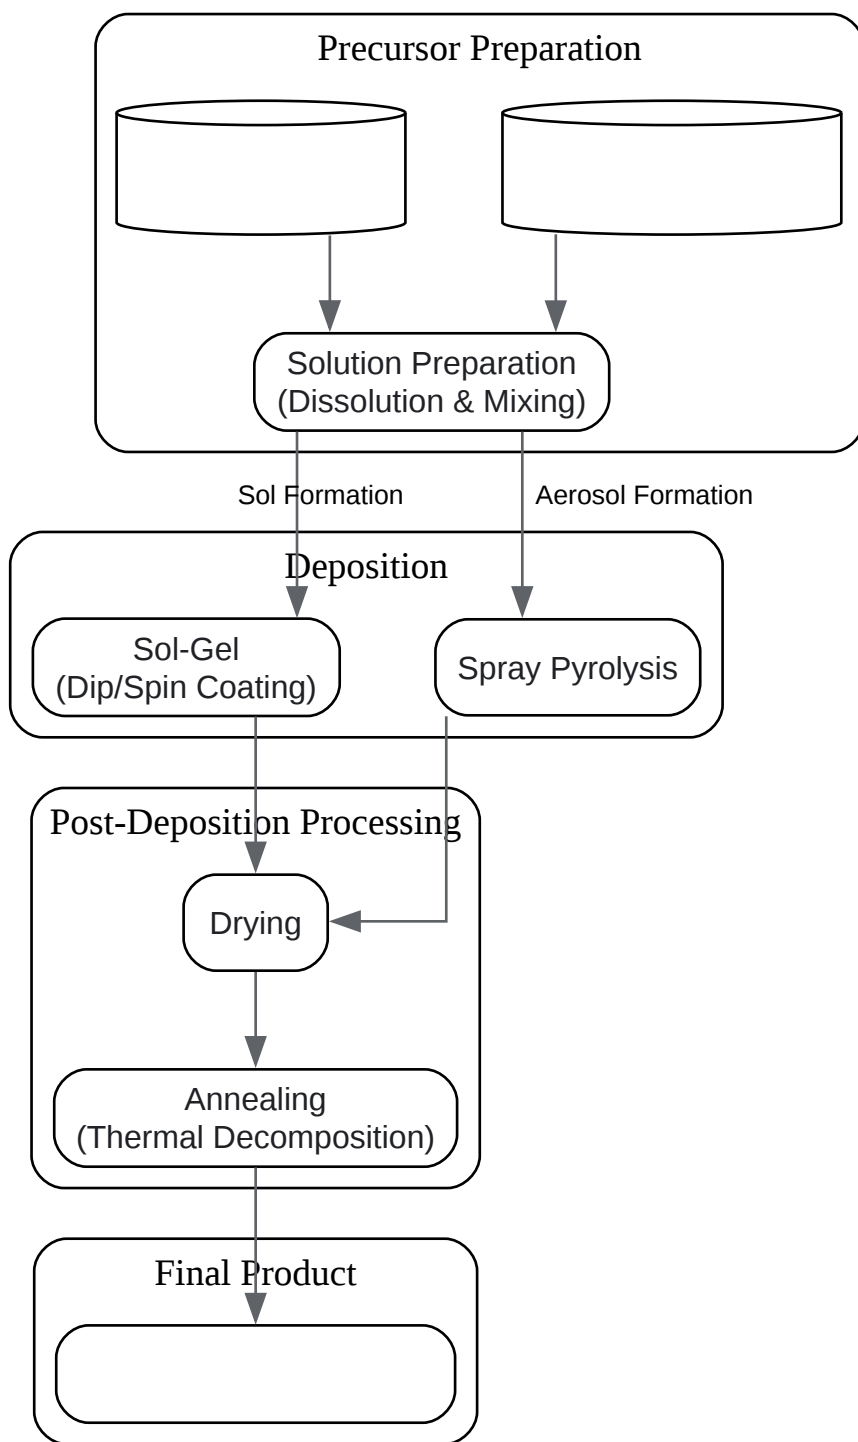 Precursor Preparation
Solution Preparation
(Dissolution & Mixing)
Sol Formation
Aerosol Formation
Deposition
Sol-Gel
(Dip/Spin Coating)
Spray Pyrolysis
Post-Deposition Processing
Drying
Annealing
(Thermal Decomposition)
Final Product